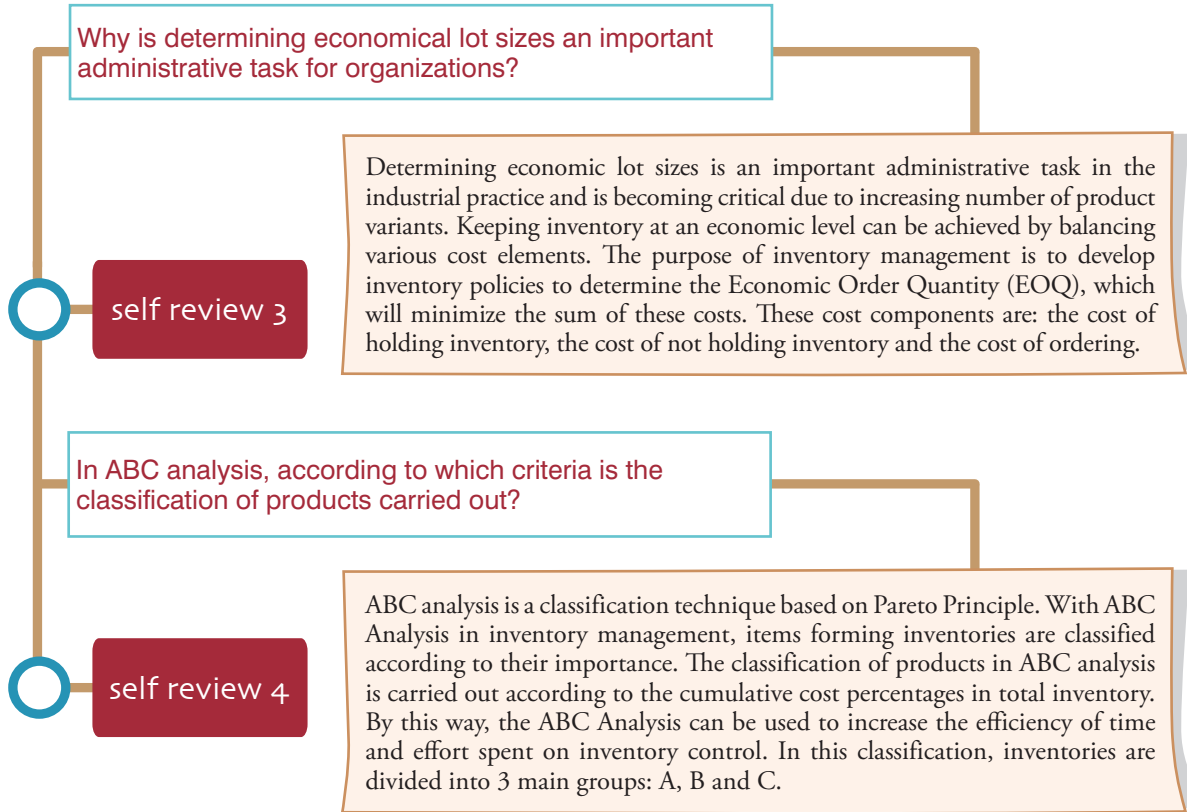 Why is determining economical lot sizes an important
administrative task for organizations?
Determining economic lot sizes is an important administrative task in the
industrial practice and is becoming critical due to increasing number of product
variants. Keeping inventory at an economic level can be achieved by balancing
various cost elements. The purpose of inventory management is to develop
inventory policies to determine the Economic Order Quantity (EOQ), which
will minimize the sum of these costs. These cost components are: the cost of
holding inventory, the cost of not holding inventory and the cost of ordering.
self review 3
In ABC analysis, according to which criteria is the
classification of products carried out?
ABC analysis is a classification technique based on Pareto Principle. With ABC
Analysis in inventory management, items forming inventories are classified
according to their importance. The classification of products in ABC analysis
is carried out according to the cumulative cost percentages in total inventory.
By this way, the ABC Analysis can be used to increase the efficiency of time
and effort spent on inventory control. In this classification, inventories are
divided into 3 main groups: A, B and C.
self review 4